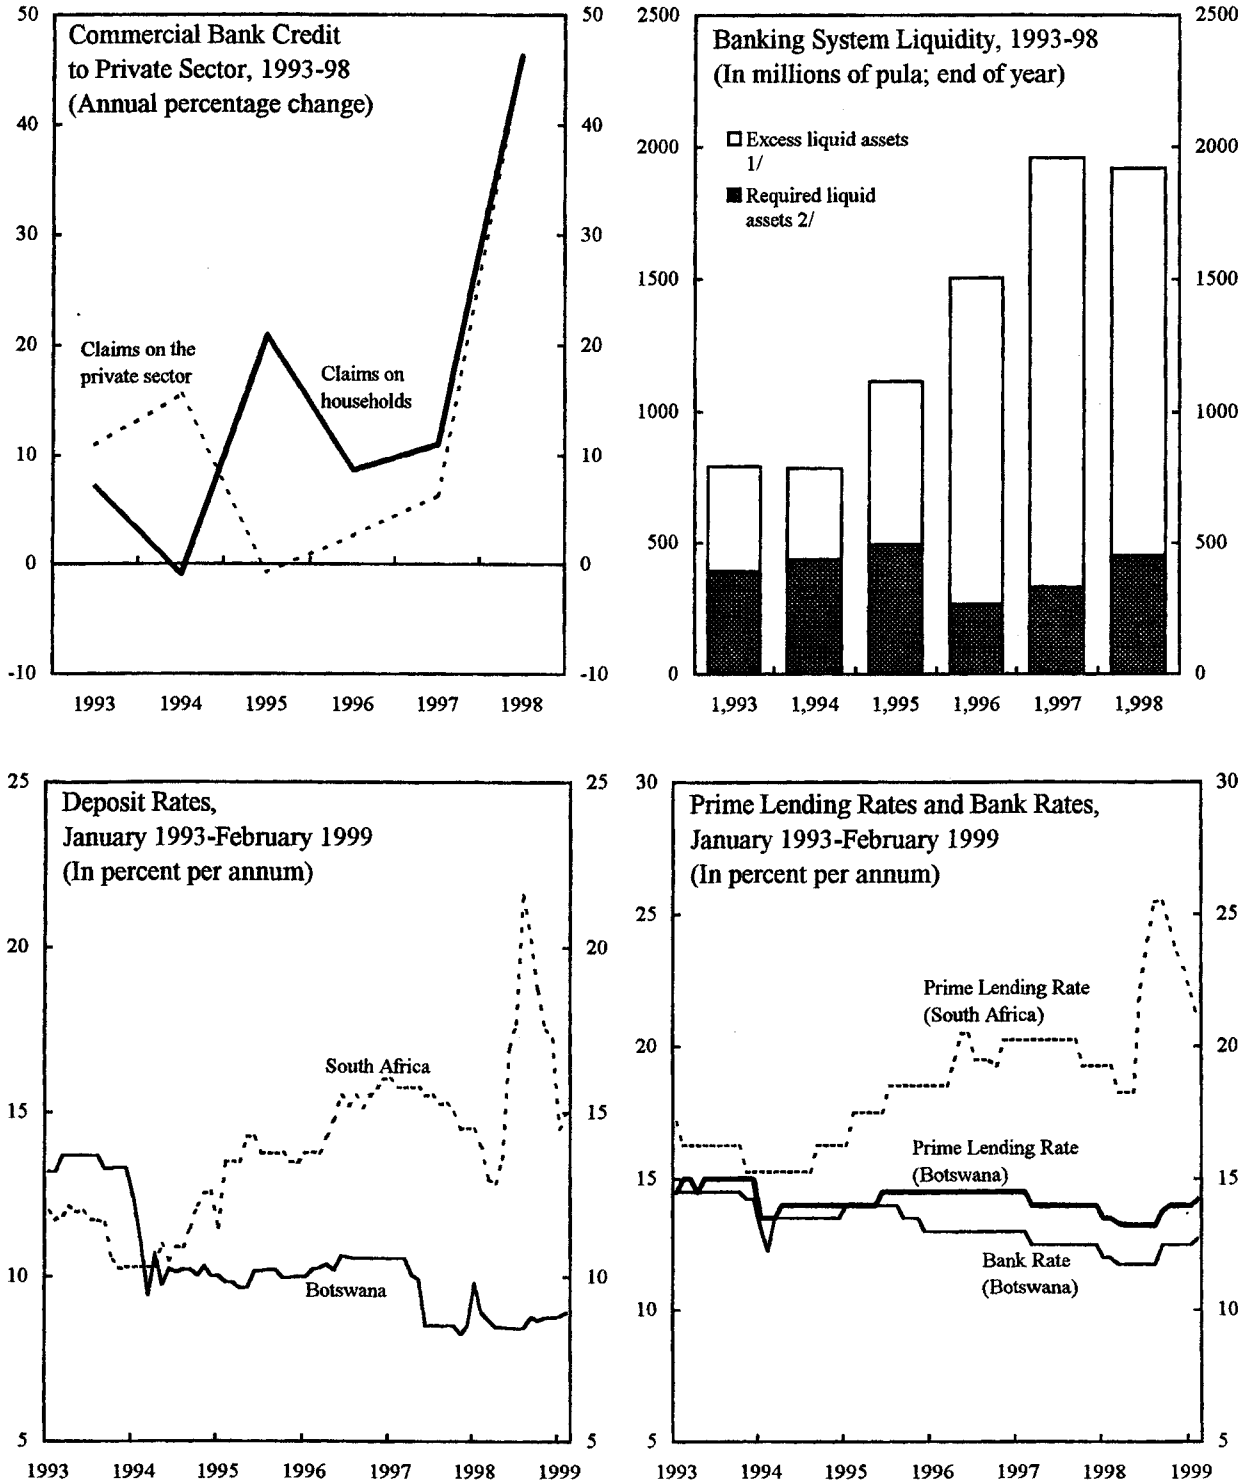 Commercial Bank Credit
to Private Sector, 1993-98
(Annual percentage change)
50
40
30
20
10
0
-10
50
40
30
20
10
0
-10
Claims on the
private sector
Claims on
households
1993 1994 1995 1996 1997 1998
Banking System Liquidity, 1993-98
(In millions of pula; end of year)
Excess liquid assets
1/
Required liquid
assets 2/
2500
2000
1500
1000
500
0
2500
2000
1500
1000
500
0
1,993 1,994 1,995 1,996 1,997 1,998
Deposit Rates,
January 1993-February 1999
(In percent per annum)
25
20
15
10
5
25
20
15
10
5
South Africa
Botswana
1993 1994 1995 1996 1997 1998 1999
Prime Lending Rates and Bank Rates,
January 1993-February 1999
(In percent per annum)
30
25
20
15
10
5
30
25
20
15
10
5
Prime Lending Rate
(South Africa)
Prime Lending Rate
(Botswana)
Bank Rate
(Botswana)
1993 1994 1995 1996 1997 1998 1999